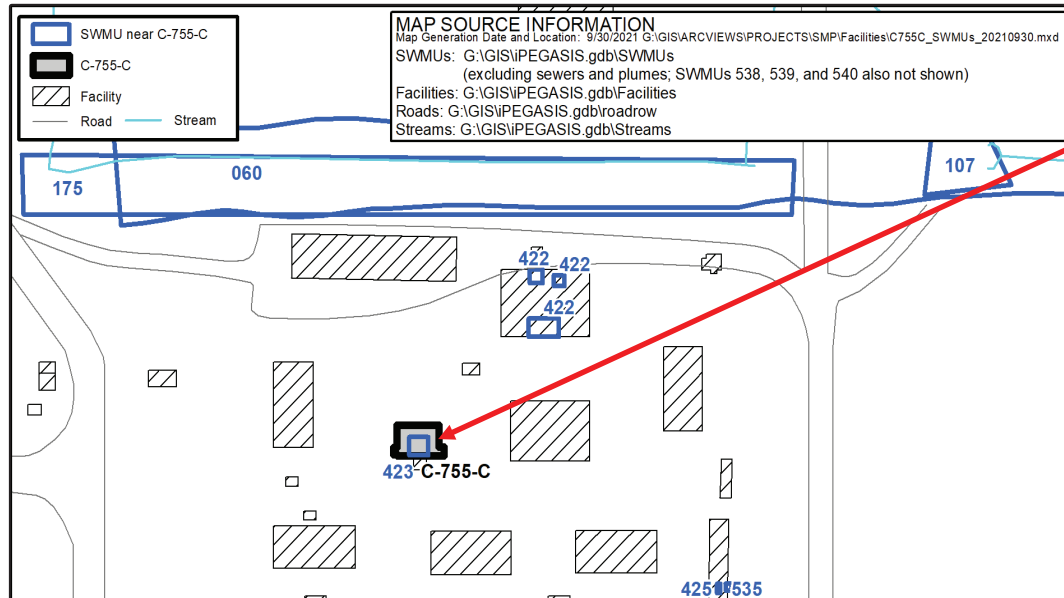 SWMU near C-755-C
C-755-C
Facility
Road
Stream
MAP SOURCE INFORMATION
Map Generation Date and Location: 9/30/2021 G:\GIS\ARCVIEWS\PROJECTS\SMP\Facilities\C755C_SWMUs_20210930.mxd
SWMUs: G:\GIS\iPEGASIS.gdb\SWMUs
(excluding sewers and plumes; SWMUs 538, 539, and 540 also not shown)
Facilities: G:\GIS\iPEGASIS.gdb\Facilities
Roads: G:\GIS\iPEGASIS.gdb\roadrow
Streams: G:\GIS\iPEGASIS.gdb\Streams
175
060
107
422
422
422
423 C-755-C
425 535